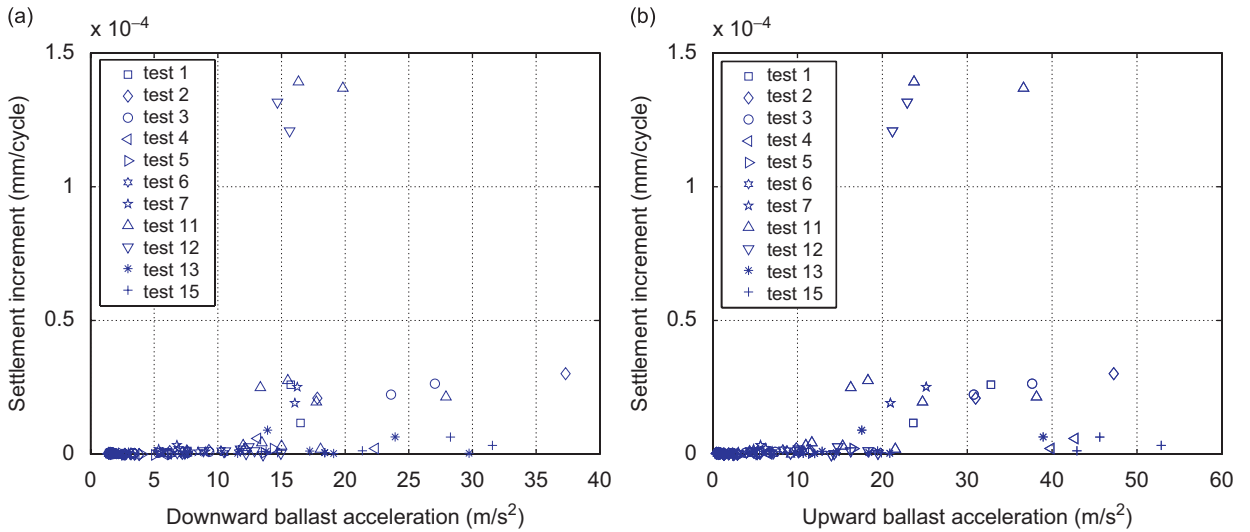 (a)
x 10⁻⁴
1.5
1
0.5
0
Settlement increment (mm/cycle)
test 1
test 2
test 3
test 4
test 5
test 6
test 7
test 11
test 12
test 13
test 15
0 5 10 15 20 25 30 35 40
Downward ballast acceleration (m/s²)
(b)
x 10⁻⁴
1.5
1
0.5
0
Settlement increment (mm/cycle)
test 1
test 2
test 3
test 4
test 5
test 6
test 7
test 11
test 12
test 13
test 15
0 10 20 30 40 50 60
Upward ballast acceleration (m/s²)